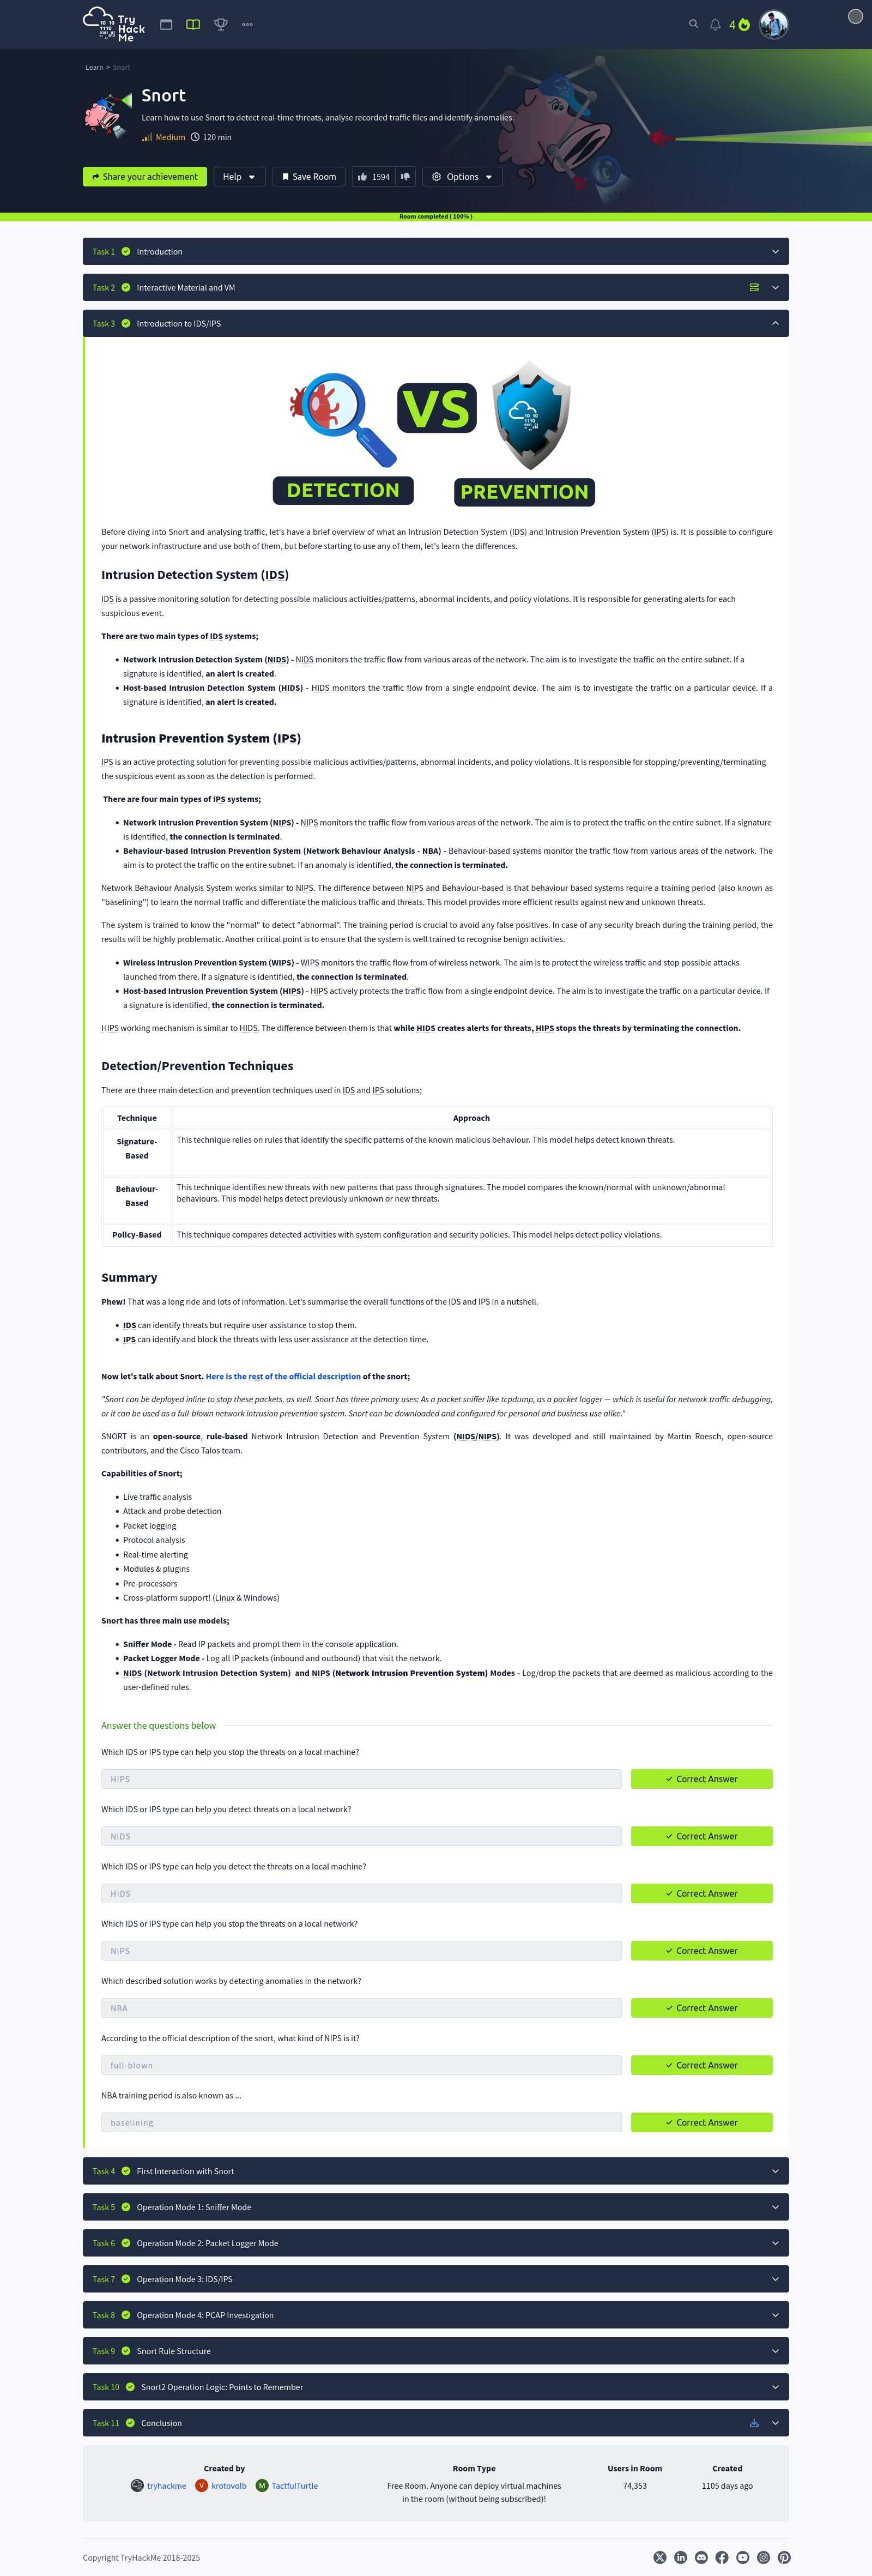 Try
Hack
Me
4
Learn > Snort
Snort
Learn how to use Snort to detect real-time threats, analyse recorded traffic files and identify anomalies.
Medium 120 min
Share your achievement Help Save Room 1594 Options
Room completed ( 100% )
Task 1 Introduction
Task 2 Interactive Material and VM
Task 3 Introduction to IDS/IPS
VS
DETECTION PREVENTION
Before diving into Snort and analysing traffic, let's have a brief overview of what an Intrusion Detection System (IDS) and Intrusion Prevention System (IPS) is. It is possible to configure
your network infrastructure and use both of them, but before starting to use any of them, let's learn the differences.
Intrusion Detection System (IDS)
IDS is a passive monitoring solution for detecting possible malicious activities/patterns, abnormal incidents, and policy violations. It is responsible for generating alerts for each
suspicious event.
There are two main types of IDS systems;
• Network Intrusion Detection System (NIDS) - NIDS monitors the traffic flow from various areas of the network. The aim is to investigate the traffic on the entire subnet. If a
signature is identified, an alert is created.
• Host-based Intrusion Detection System (HIDS) - HIDS monitors the traffic flow from a single endpoint device. The aim is to investigate the traffic on a particular device. If a
signature is identified, an alert is created.
Intrusion Prevention System (IPS)
IPS is an active protecting solution for preventing possible malicious activities/patterns, abnormal incidents, and policy violations. It is responsible for stopping/preventing/terminating
the suspicious event as soon as the detection is performed.
There are four main types of IPS systems;
• Network Intrusion Prevention System (NIPS) - NIPS monitors the traffic flow from various areas of the network. The aim is to protect the traffic on the entire subnet. If a signature
is identified, the connection is terminated.
• Behaviour-based Intrusion Prevention System (Network Behaviour Analysis - NBA) - Behaviour-based systems monitor the traffic flow from various areas of the network. The
aim is to protect the traffic on the entire subnet. If an anomaly is identified, the connection is terminated.
Network Behaviour Analysis System works similar to NIPS. The difference between NIPS and Behaviour-based is that behaviour based systems require a training period (also known as
"baselining") to learn the normal traffic and differentiate the malicious traffic and threats. This model provides more efficient results against new and unknown threats.
The system is trained to know the "normal" to detect "abnormal". The training period is crucial to avoid any false positives. In case of any security breach during the training period, the
results will be highly problematic. Another critical point is to ensure that the system is well trained to recognise benign activities.
• Wireless Intrusion Prevention System (WIPS) - WIPS monitors the traffic flow from of wireless network. The aim is to protect the wireless traffic and stop possible attacks
launched from there. If a signature is identified, the connection is terminated.
• Host-based Intrusion Prevention System (HIPS) - HIPS actively protects the traffic flow from a single endpoint device. The aim is to investigate the traffic on a particular device. If
a signature is identified, the connection is terminated.
HIPS working mechanism is similar to HIDS. The difference between them is that while HIDS creates alerts for threats, HIPS stops the threats by terminating the connection.
Detection/Prevention Techniques
There are three main detection and prevention techniques used in IDS and IPS solutions;
Technique Approach
Signature-
Based
This technique relies on rules that identify the specific patterns of the known malicious behaviour. This model helps detect known threats.
Behaviour-
Based
This technique identifies new threats with new patterns that pass through signatures. The model compares the known/normal with unknown/abnormal
behaviours. This model helps detect previously unknown or new threats.
Policy-Based This technique compares detected activities with system configuration and security policies. This model helps detect policy violations.
Summary
Phew! That was a long ride and lots of information. Let's summarise the overall functions of the IDS and IPS in a nutshell.
• IDS can identify threats but require user assistance to stop them.
• IPS can identify and block the threats with less user assistance at the detection time.
Now let's talk about Snort. Here is the rest of the official description of the snort;
"Snort can be deployed inline to stop these packets, as well. Snort has three primary uses: As a packet sniffer like tcpdump, as a packet logger — which is useful for network traffic debugging,
or it can be used as a full-blown network intrusion prevention system. Snort can be downloaded and configured for personal and business use alike."
SNORT is an open-source, rule-based Network Intrusion Detection and Prevention System (NIDS/NIPS). It was developed and still maintained by Martin Roesch, open-source
contributors, and the Cisco Talos team.
Capabilities of Snort;
• Live traffic analysis
• Attack and probe detection
• Packet logging
• Protocol analysis
• Real-time alerting
• Modules & plugins
• Pre-processors
• Cross-platform support! (Linux & Windows)
Snort has three main use models;
• Sniffer Mode - Read IP packets and prompt them in the console application.
• Packet Logger Mode - Log all IP packets (inbound and outbound) that visit the network.
• NIDS (Network Intrusion Detection System) and NIPS (Network Intrusion Prevention System) Modes - Log/drop the packets that are deemed as malicious according to the
user-defined rules.
Answer the questions below
Which IDS or IPS type can help you stop the threats on a local machine?
HIPS Correct Answer
Which IDS or IPS type can help you detect threats on a local network?
NIDS Correct Answer
Which IDS or IPS type can help you detect the threats on a local machine?
HIDS Correct Answer
Which IDS or IPS type can help you stop the threats on a local network?
NIPS Correct Answer
Which described solution works by detecting anomalies in the network?
NBA Correct Answer
According to the official description of the snort, what kind of NIPS is it?
full-blown Correct Answer
NBA training period is also known as ...
baselining Correct Answer
Task 4 First Interaction with Snort
Task 5 Operation Mode 1: Sniffer Mode
Task 6 Operation Mode 2: Packet Logger Mode
Task 7 Operation Mode 3: IDS/IPS
Task 8 Operation Mode 4: PCAP Investigation
Task 9 Snort Rule Structure
Task 10 Snort2 Operation Logic: Points to Remember
Task 11 Conclusion
Created by Room Type Users in Room Created
tryhackme V krotovolb M TactfulTurtle Free Room. Anyone can deploy virtual machines 74,353 1105 days ago
in the room (without being subscribed)!
Copyright TryHackMe 2018-2025